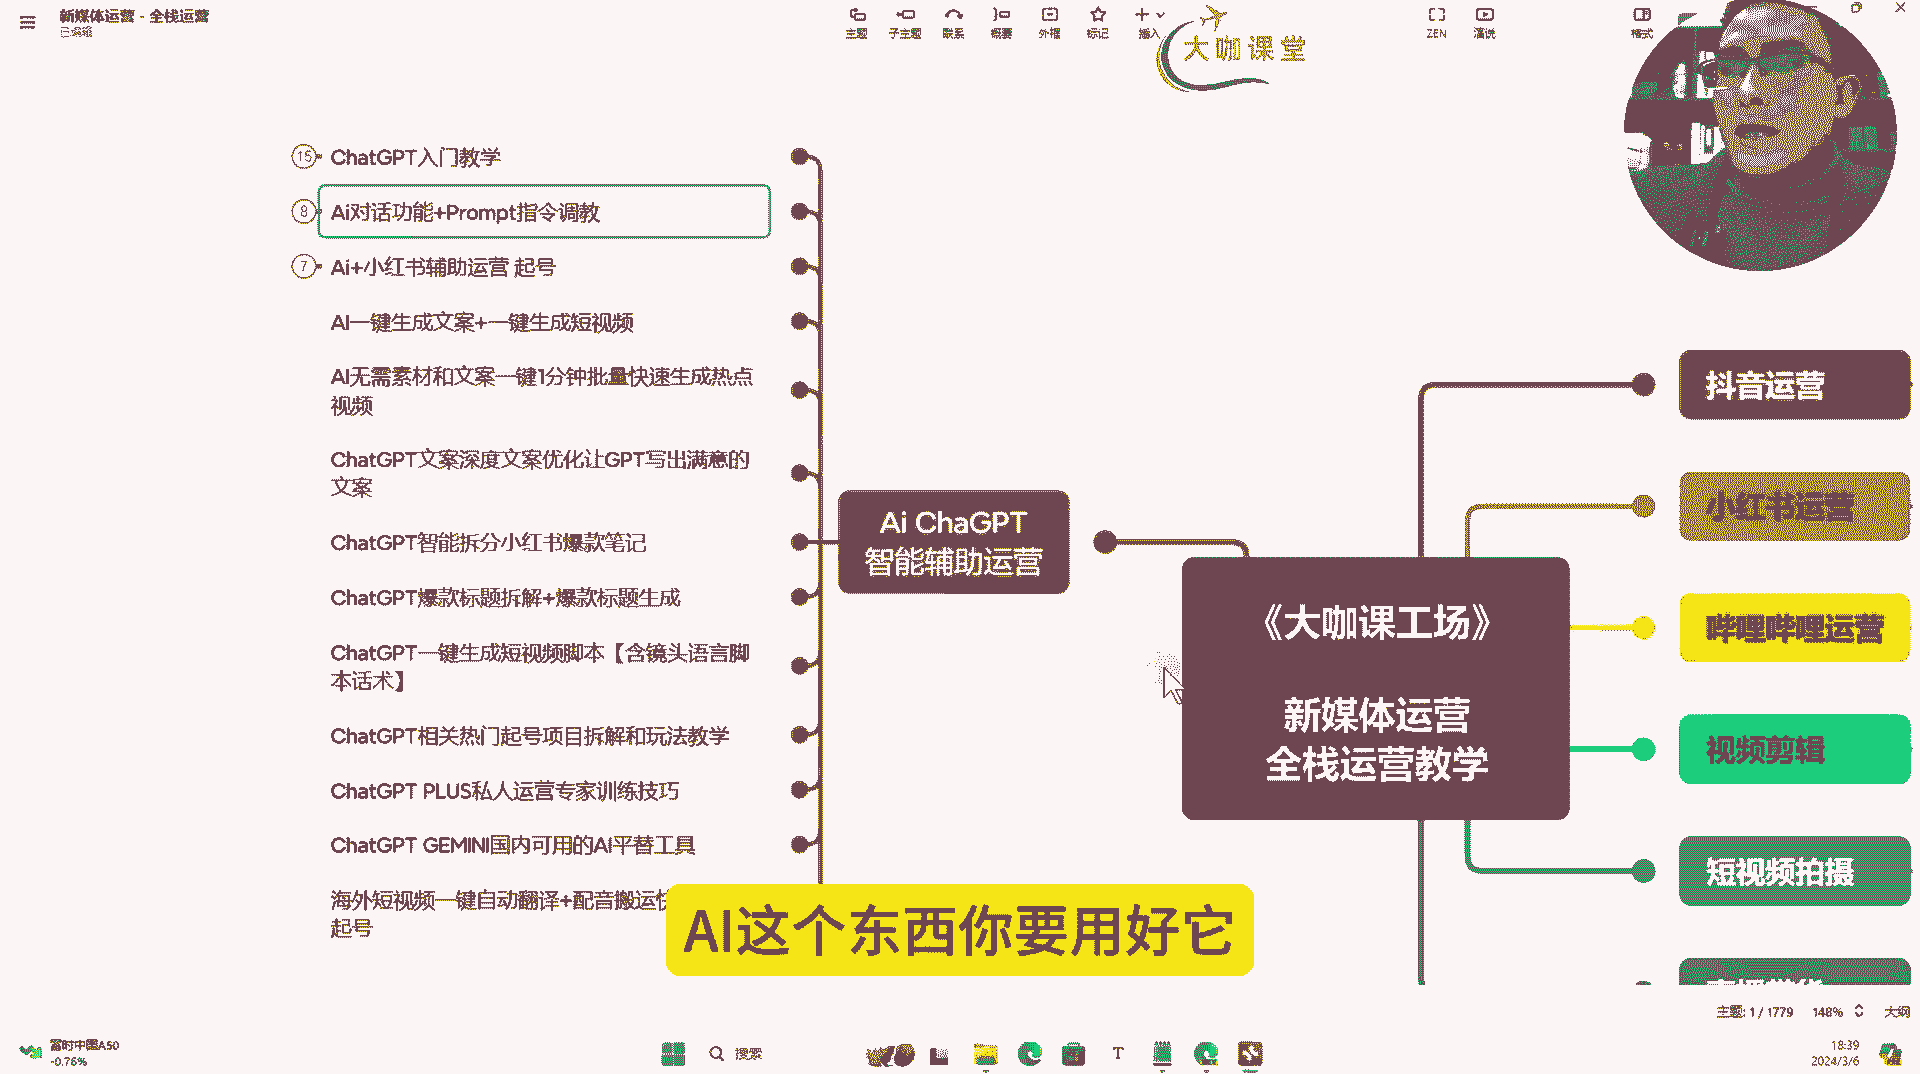 新媒体运营 - 全栈运营
已编辑
主题
子主题
联系
概要
外框
标记
插入
ZEN
演说
格式
大咖课堂
15
ChatGPT入门教学
8
Ai对话功能+Prompt指令调教
7
Ai+小红书辅助运营 起号
AI一键生成文案+一键生成短视频
AI无需素材和文案一键1分钟批量快速生成热点
视频
ChatGPT文案深度文案优化让GPT写出满意的
文案
ChatGPT智能拆分小红书爆款笔记
ChatGPT爆款标题拆解+爆款标题生成
ChatGPT一键生成短视频脚本【含镜头语言脚
本话术】
ChatGPT相关热门起号项目拆解和玩法教学
ChatGPT PLUS私人运营专家训练技巧
ChatGPT GEMINI国内可用的AI平替工具
海外短视频一键自动翻译+配音搬运
起号
Ai ChaGPT
智能辅助运营
《大咖课工场》
新媒体运营
全栈运营教学
抖音运营
小红书运营
哔哩哔哩运营
视频剪辑
短视频拍摄
AI这个东西你要用好它
主题: 1 / 1779
148%
大纲
富时中国A50
-0.76%
搜索
18:39
2024/3/6